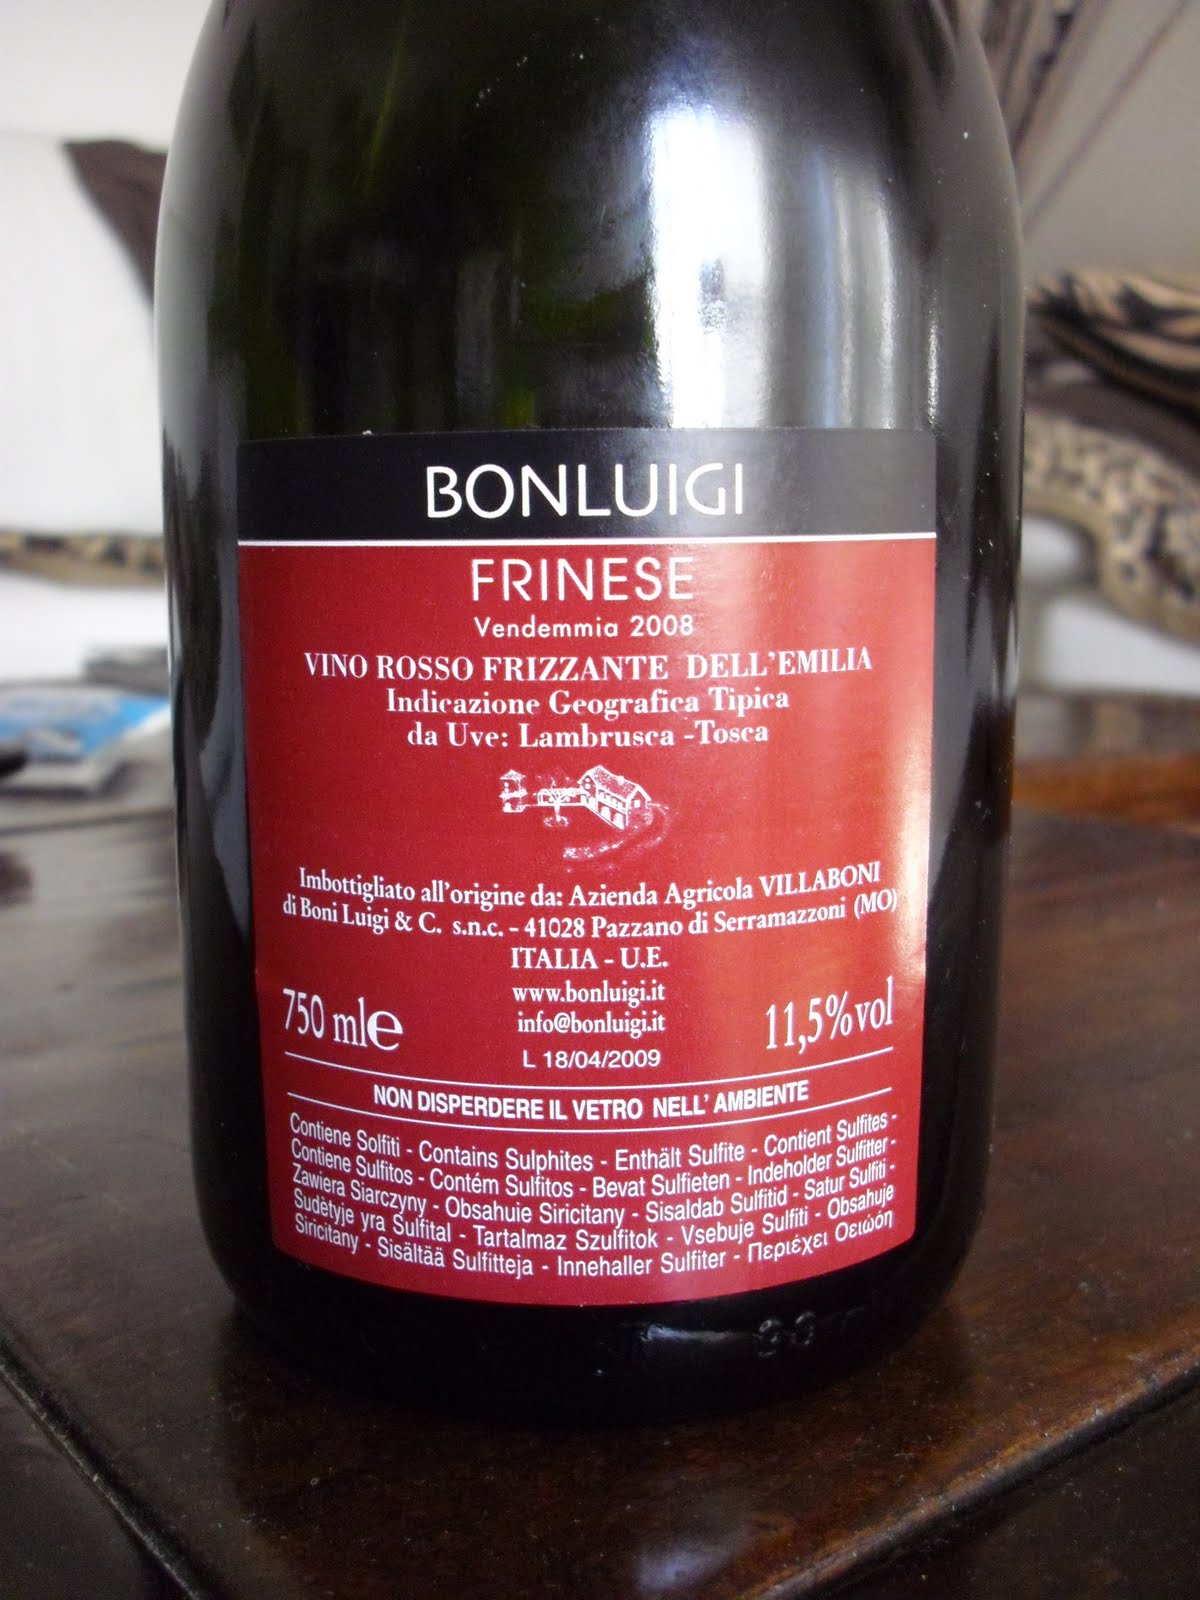 BONLUIGI
FRINESE
Vendemmia 2008
VINO ROSSO FRIZZANTE DELL'EMILIA
Indicazione Geografica Tipica
da Uve: Lambrusca -Tosca
Imbottigliato all'origine da: Azienda Agricola VILLABONI
di Boni Luigi & C. s.n.c. - 41028 Pazzano di Serramazzoni (MO)
ITALIA - U.E.
www.bonluigi.it
750 ml e info@bonluigi.it 11,5%vol
L 18/04/2009
NON DISPERDERE IL VETRO NELL' AMBIENTE
Contiene Solfiti - Contains Sulphites - Enthält Sulfite - Contient Sulfites -
Contiene Sulfitos - Contém Sulfitos - Bevat Sulfieten - Indeholder Sulfitter -
Zawiera Siarczyny - Obsahuie Siricitany - Sisaldab Sulfitid - Satur Sulfiti -
Sudètyje yra Sulfital - Tartalmaz Szulfitok - Vsebuje Sulfiti - Obsahuje
Siricitany - Sisältää Sulfitteja - Innehaller Sulfiter - Περιέχει Οειώόη